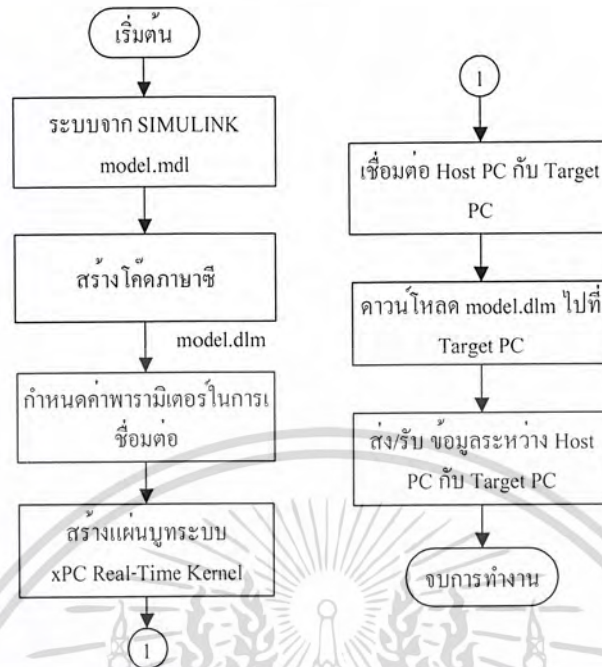 เริ่มต้น
ระบบจาก SIMULINK
model.mdl
สร้างโค๊ดภาษาซี
model.dlm
กำหนดค่าพารามิเตอร์ในการเ
ชื่อมต่อ
สร้างแผ่นบูทระบบ
xPC Real-Time Kernel
1
1
เชื่อมต่อ Host PC กับ Target
PC
ดาวน์โหลด model.dlm ไปที่
Target PC
ส่ง/รับ ข้อมูลระหว่าง Host
PC กับ Target PC
จบการทำงาน